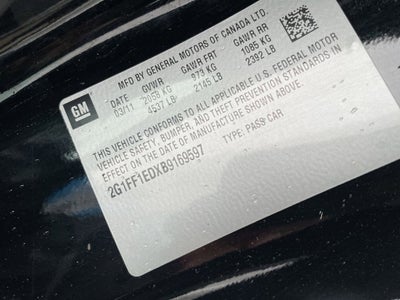 GM
MFD BY GENERAL MOTORS OF CANADA LTD.
DATE GVWR GAWR FRT GAWR RR
03/11 2058 KG 973 KG 1085 KG
4537 LB 2145 LB 2392 LB
THIS VEHICLE CONFORMS TO ALL APPLICABLE U.S. FEDERAL MOTOR
VEHICLE SAFETY, BUMPER, AND THEFT PREVENTION STANDARDS IN
EFFECT ON THE DATE OF MANUFACTURE SHOWN ABOVE.
2G1FF1EDXB9169597 TYPE: PASS CAR